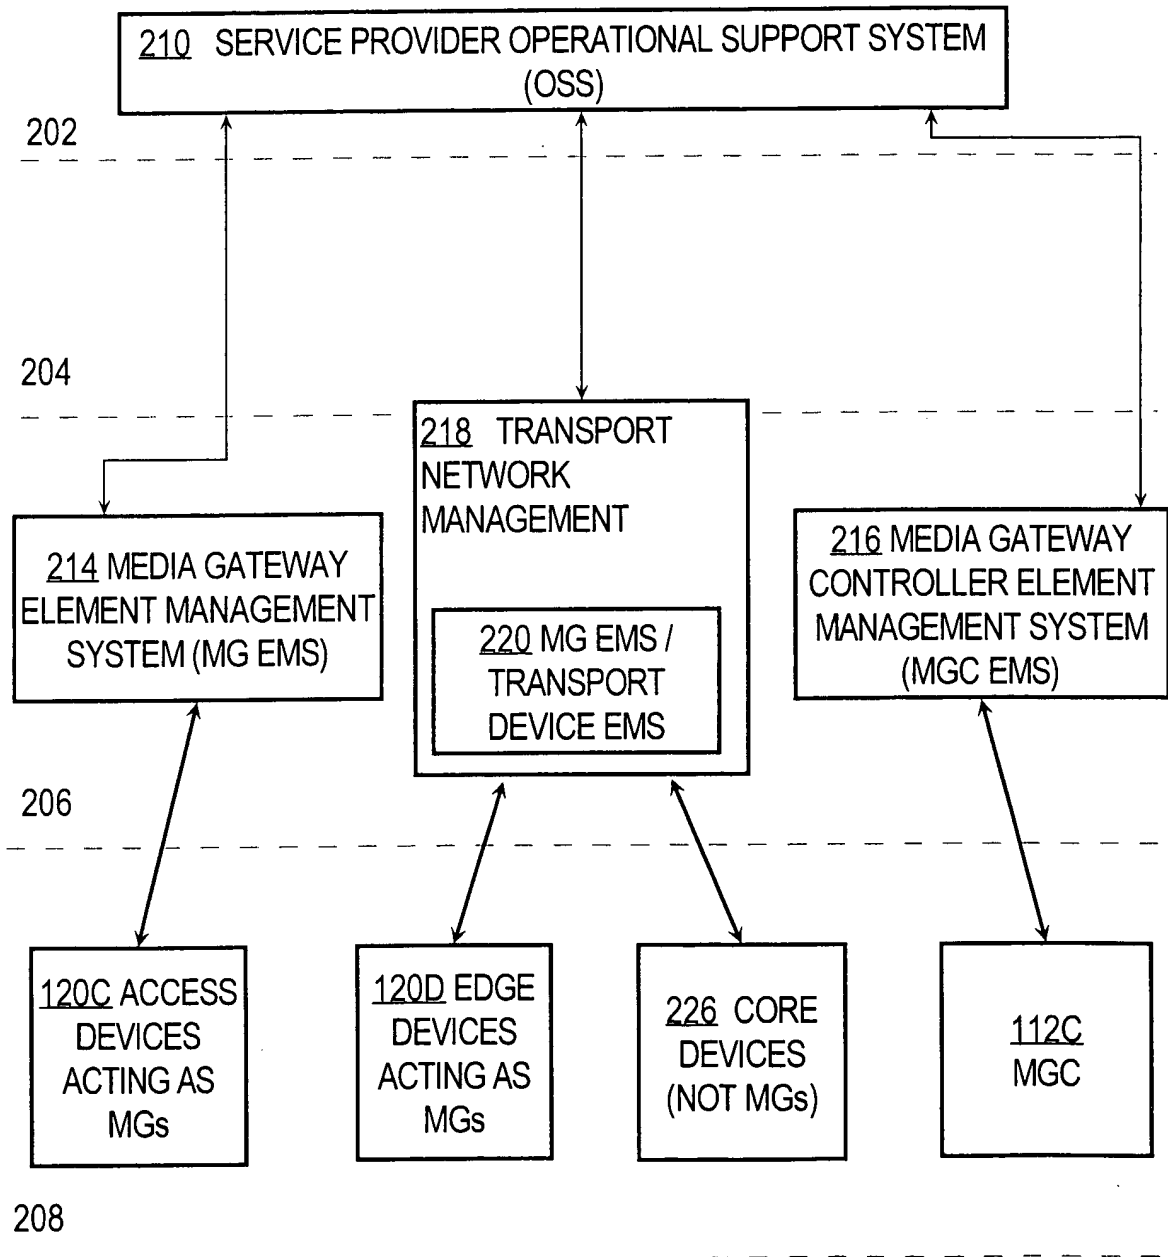 210 SERVICE PROVIDER OPERATIONAL SUPPORT SYSTEM
(OSS)
202
204
218 TRANSPORT
NETWORK
MANAGEMENT
214 MEDIA GATEWAY
ELEMENT MANAGEMENT
SYSTEM (MG EMS)
220 MG EMS /
TRANSPORT
DEVICE EMS
216 MEDIA GATEWAY
CONTROLLER ELEMENT
MANAGEMENT SYSTEM
(MGC EMS)
206
120C ACCESS
DEVICES
ACTING AS
MGs
120D EDGE
DEVICES
ACTING AS
MGs
226 CORE
DEVICES
(NOT MGs)
112C
MGC
208